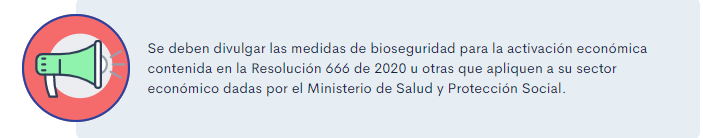 Se deben divulgar las medidas de bioseguridad para la activación económica
contenida en la Resolución 666 de 2020 u otras que apliquen a su sector
económico dadas por el Ministerio de Salud y Protección Social.